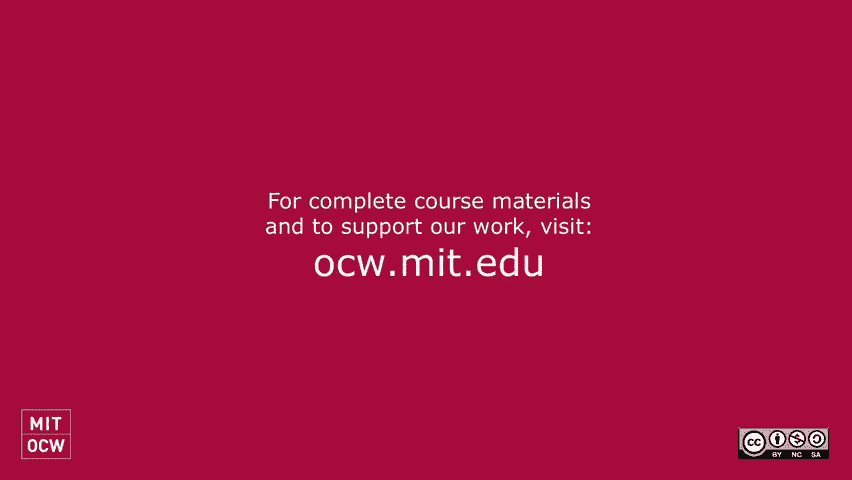 For complete course materials
and to support our work, visit:
ocw.mit.edu
MIT
OCW
cc
BY NC SA